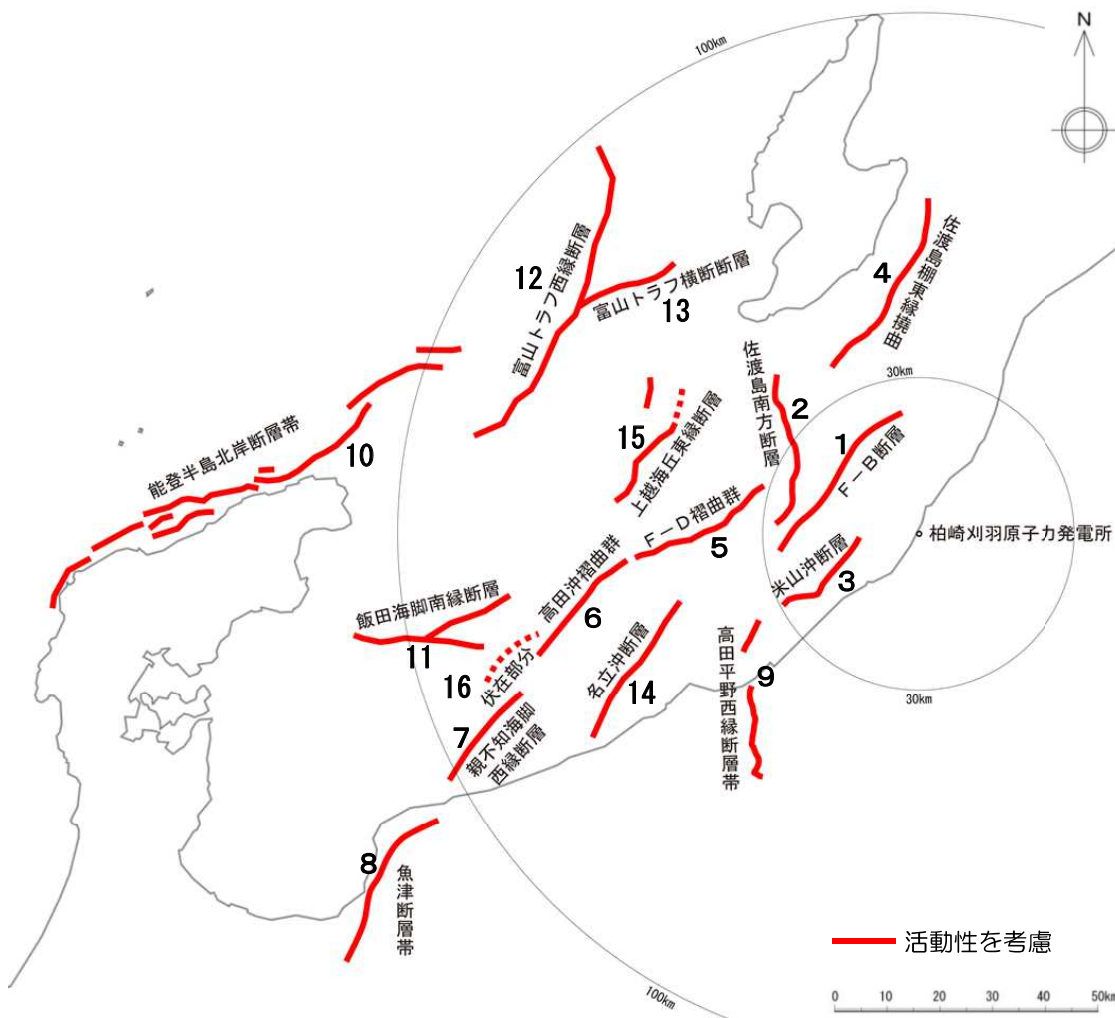 100km
N
12
富山トラフ西縁断層
富山トラフ横断断層
13
4
佐渡島棚東縁撓曲
30km
佐渡島南方断層
2
1
F－B断層
能登半島北岸断層帯
10
15
上越海丘東縁断層
F－D褶曲群
5
柏崎刈羽原子力発電所
米山沖断層
3
高田沖褶曲群
6
飯田海脚南縁断層
11
伏在部分
16
名立沖断層
14
高田平野西縁断層帯
9
30km
7
親不知海脚
西縁断層
8
魚津断層帯
活動性を考慮
100km
0 10 20 30 40 50km